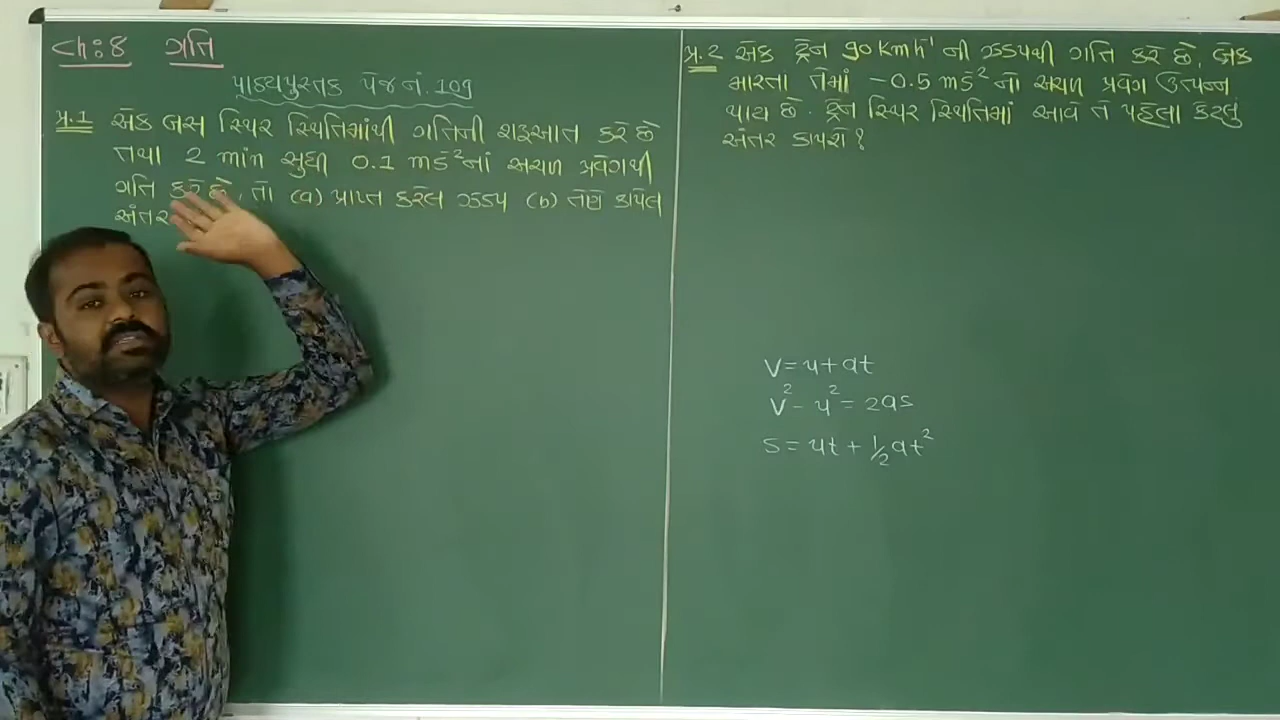 Ch:8 ગતિ
પાઠ્યપુસ્તક પેજ નં. 109
પ્ર.1 એક બસ સ્થિર સ્થિતિમાંથી ગતિની શરૂઆત કરે છે
તથા 2 min સુધી 0.1 ms⁻²નાં અચળ પ્રવેગથી
ગતિ કરે છે, તો (a) પ્રાપ્ત કરેલ ઝડપ (b) તેણે કાપેલ
અંતર
પ્ર.2 એક ટ્રેન 90 kmh⁻¹ ની ઝડપથી ગતિ કરે છે. બ્રેક
મારતા તેમાં -0.5 ms⁻² નો અચળ પ્રવેગ ઉત્પન્ન
થાય છે. ટ્રેન સ્થિર સ્થિતિમાં આવે તે પહેલા કેટલુ
અંતર કાપશે?
v = u + at
v² - u² = 2as
s = ut + ½at²